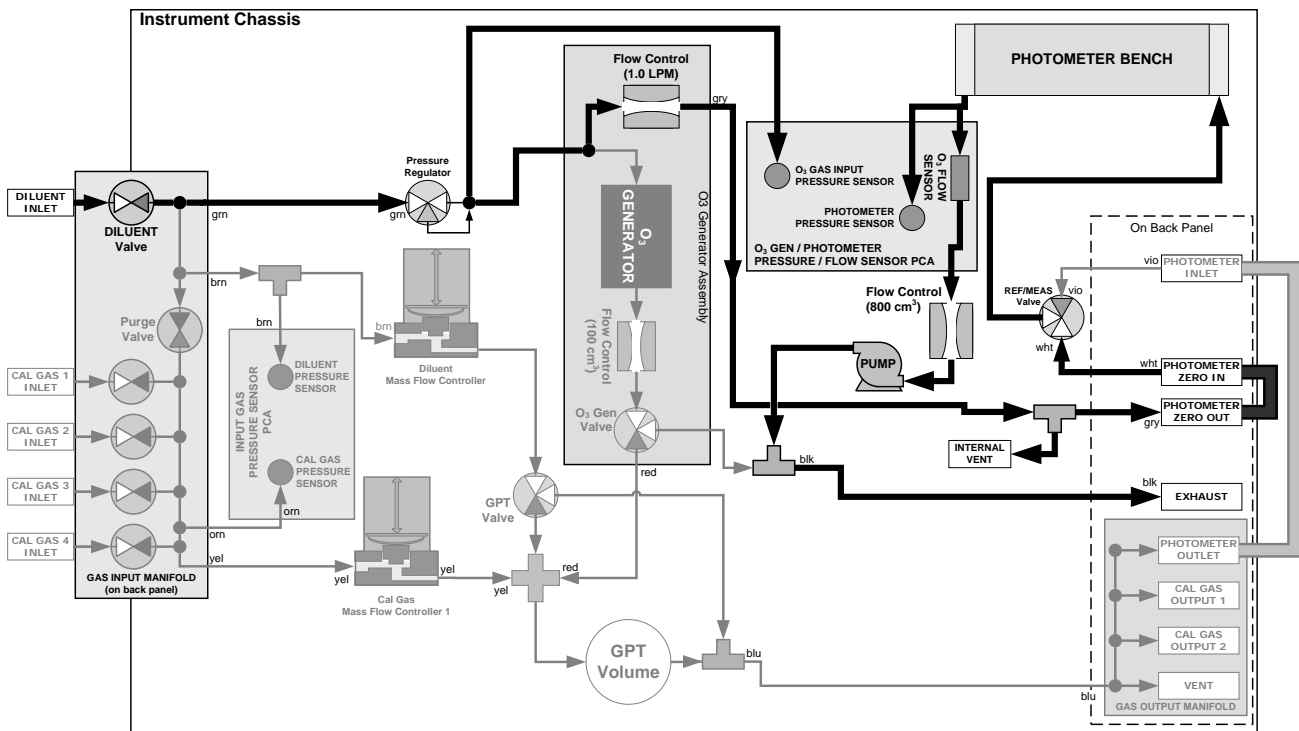 Instrument Chassis
Flow Control
(1.0 LPM)
gry
PHOTOMETER BENCH
Pressure
Regulator
O₃ GAS INPUT
PRESSURE SENSOR
O₃ FLOW
SENSOR
PHOTOMETER
PRESSURE SENSOR
O₃ GEN / PHOTOMETER
PRESSURE / FLOW SENSOR PCA
DILUENT
INLET
DILUENT
Valve
grn
grn
O₃
GENERATOR
O3 Generator Assembly
On Back Panel
vio
PHOTOMETER
INLET
vio
REF/MEAS
Valve
wht
wht
PHOTOMETER
ZERO IN
PHOTOMETER
ZERO OUT
gry
Flow Control
(800 cm³)
PUMP
INTERNAL
VENT
brn
brn
brn
Purge
Valve
DILUENT
PRESSURE
SENSOR
INPUT GAS
PRESSURE SENSOR
PCA
CAL GAS
PRESSURE
SENSOR
Diluent
Mass Flow Controller
Flow Control
(100 cm³)
O₃ Gen
Valve
red
blk
blk
EXHAUST
CAL GAS 1
INLET
CAL GAS 2
INLET
CAL GAS 3
INLET
CAL GAS 4
INLET
orn
orn
yel
GAS INPUT MANIFOLD
(on back panel)
GPT
Valve
yel
yel
yel
red
Cal Gas
Mass Flow Controller 1
GPT
Volume
blu
blu
PHOTOMETER
OUTLET
CAL GAS
OUTPUT 1
CAL GAS
OUTPUT 2
VENT
GAS OUTPUT MANIFOLD